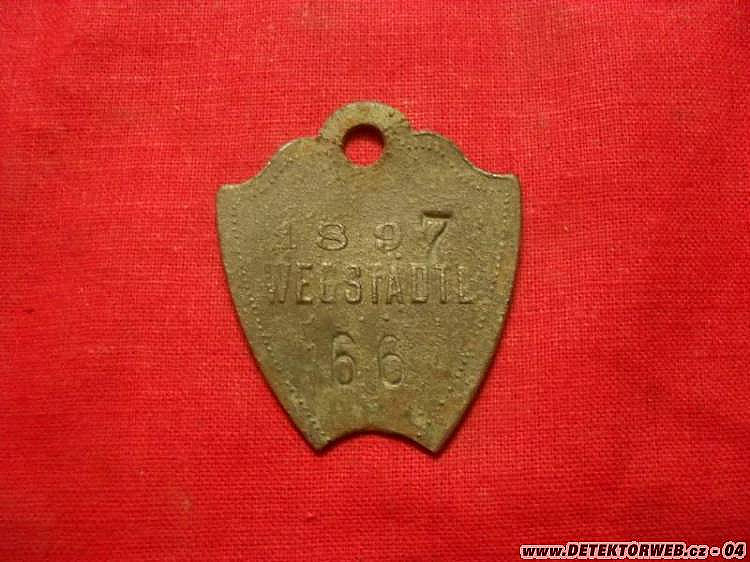 1897
WEGSTÄDTL
66
www.DETEKTORWEB.cz - 04